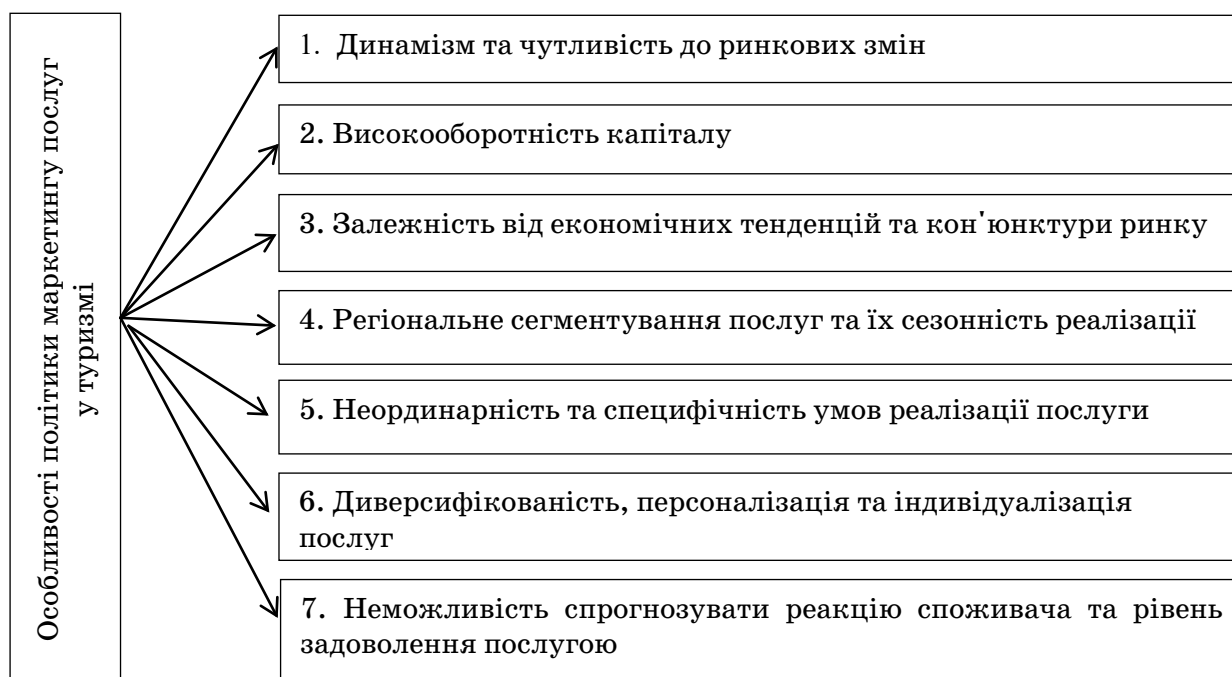 Особливості політики маркетингу послуг
у туризмі
1. Динамізм та чутливість до ринкових змін
2. Високооборотність капіталу
3. Залежність від економічних тенденцій та кон'юнктури ринку
4. Регіональне сегментування послуг та їх сезонність реалізації
5. Неординарність та специфічність умов реалізації послуги
6. Диверсифікованість, персоналізація та індивідуалізація
послуг
7. Неможливість спрогнозувати реакцію споживача та рівень
задоволення послугою